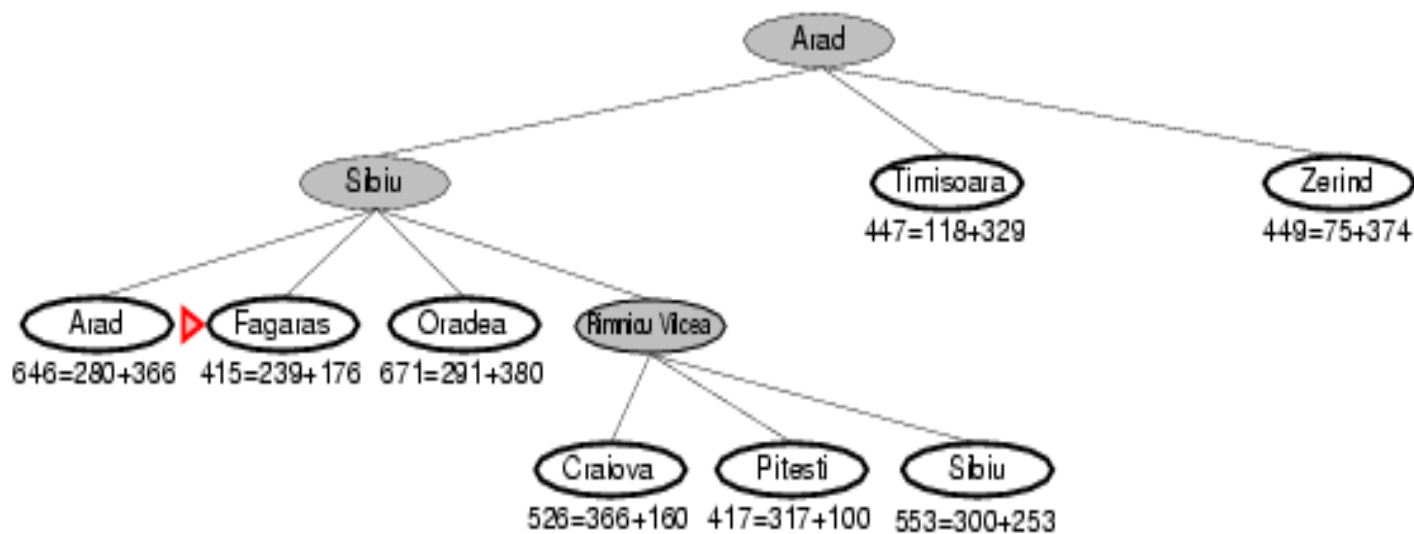 Arad
Sibiu
Timisoara
Zerind
447=118+329
449=75+374
Arad
Fagaras
Oradea
Rimnicu Vilcea
646=280+366
415=239+176
671=291+380
Craiova
Pitesti
Sibiu
526=366+160
417=317+100
553=300+253